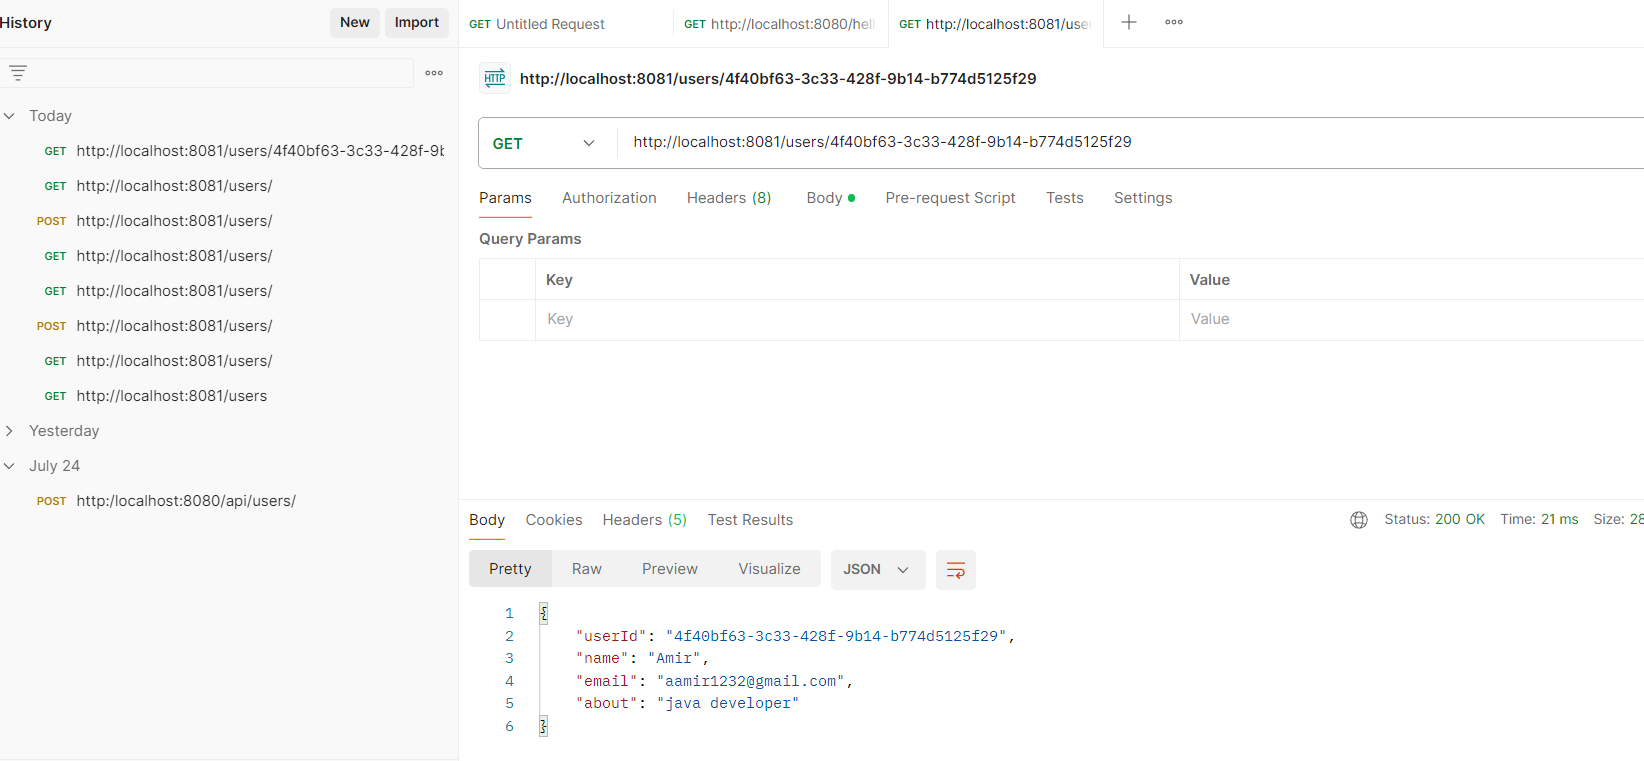 History
New
Import
Today
GET http://localhost:8081/users/4f40bf63-3c33-428f-9b
GET http://localhost:8081/users/
POST http://localhost:8081/users/
GET http://localhost:8081/users/
GET http://localhost:8081/users/
POST http://localhost:8081/users/
GET http://localhost:8081/users/
GET http://localhost:8081/users
Yesterday
July 24
POST http:/localhost:8080/api/users/
GET Untitled Request
GET http://localhost:8080/hel
GET http://localhost:8081/use
HTTP http://localhost:8081/users/4f40bf63-3c33-428f-9b14-b774d5125f29
GET http://localhost:8081/users/4f40bf63-3c33-428f-9b14-b774d5125f29
Params Authorization Headers (8) Body Pre-request Script Tests Settings
Query Params
Key Value
Key Value
Body Cookies Headers (5) Test Results Status: 200 OK Time: 21 ms Size: 28
Pretty Raw Preview Visualize JSON
1 {
2 "userId": "4f40bf63-3c33-428f-9b14-b774d5125f29",
3 "name": "Amir",
4 "email": "aamir1232@gmail.com",
5 "about": "java developer"
6 }